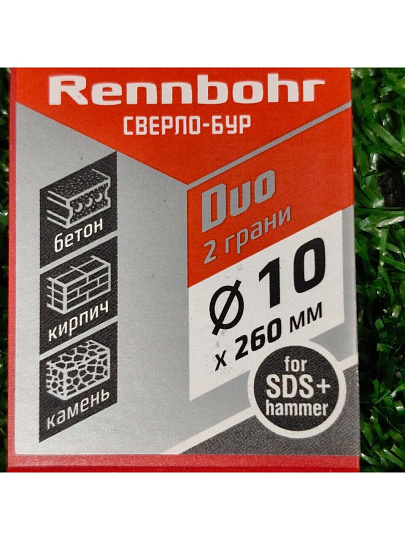 Rennbohr
СВЕРЛО-БУР
Duo
2 грани
бетон
кирпич
камень
Ø 10
x 260 мм
for
SDS+
hammer